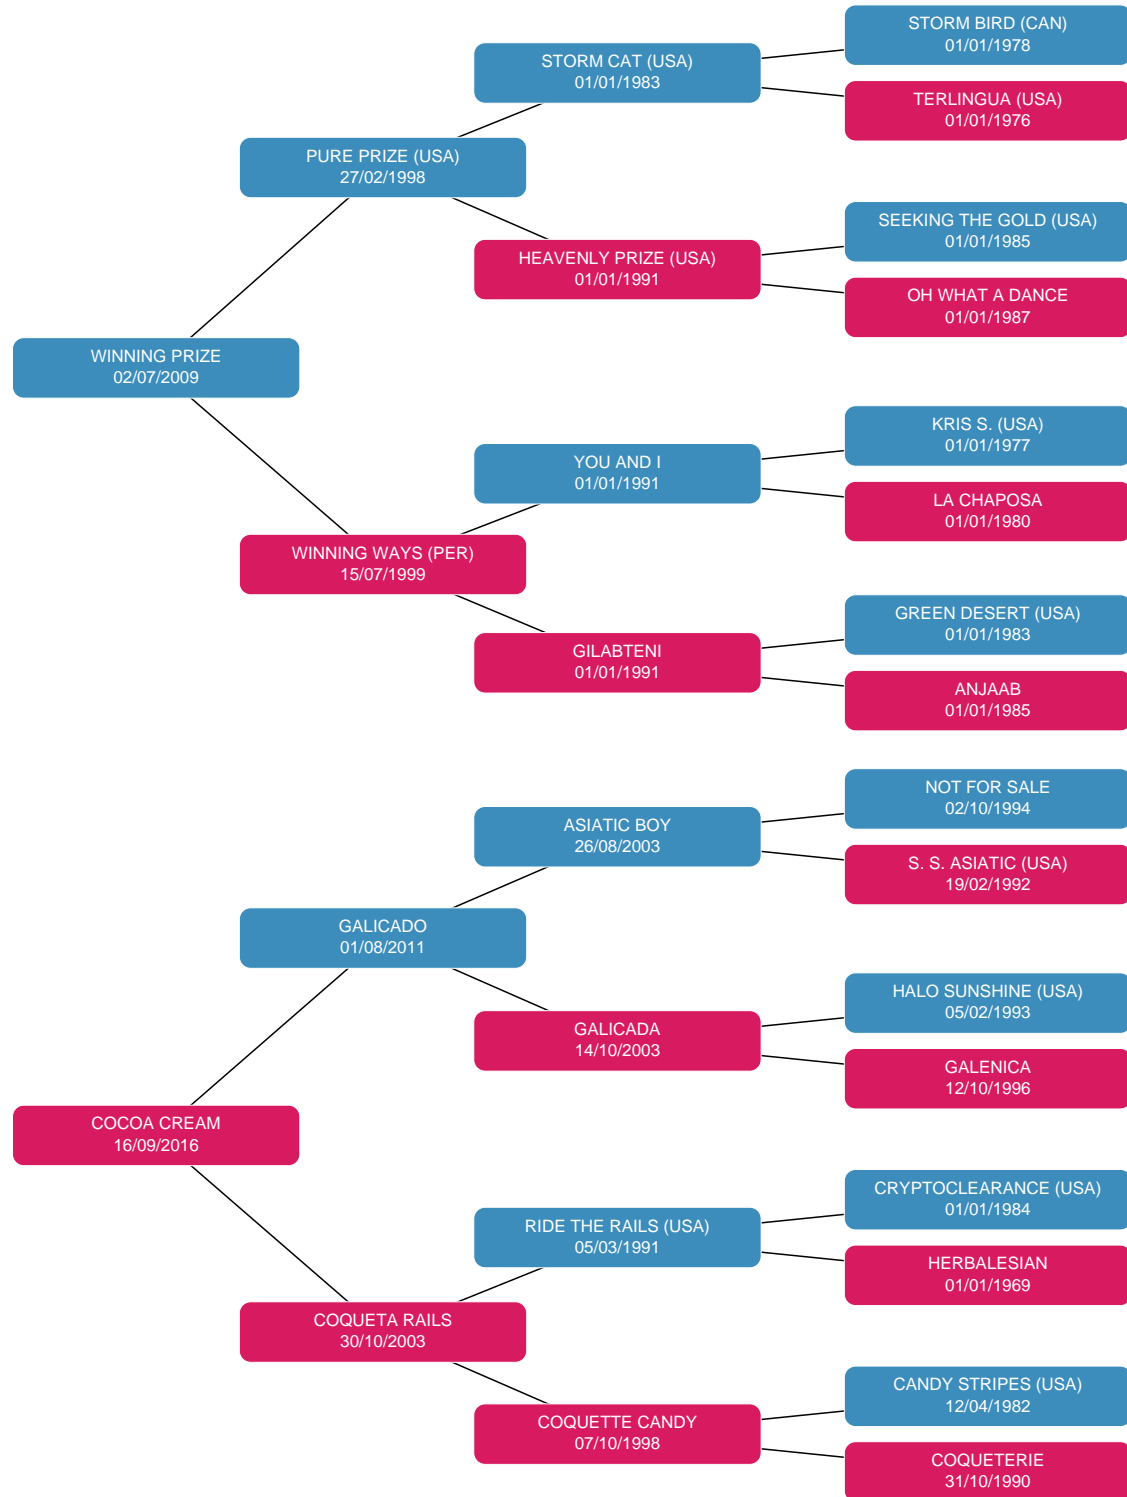 STORM BIRD (CAN)
01/01/1978
STORM CAT (USA)
01/01/1983
TERLINGUA (USA)
01/01/1976
PURE PRIZE (USA)
27/02/1998
SEEKING THE GOLD (USA)
01/01/1985
HEAVENLY PRIZE (USA)
01/01/1991
OH WHAT A DANCE
01/01/1987
WINNING PRIZE
02/07/2009
KRIS S. (USA)
01/01/1977
YOU AND I
01/01/1991
LA CHAPOSA
01/01/1980
WINNING WAYS (PER)
15/07/1999
GREEN DESERT (USA)
01/01/1983
GILABTENI
01/01/1991
ANJAAB
01/01/1985
NOT FOR SALE
02/10/1994
ASIATIC BOY
26/08/2003
S. S. ASIATIC (USA)
19/02/1992
GALICADO
01/08/2011
HALO SUNSHINE (USA)
05/02/1993
GALICADA
14/10/2003
GALENICA
12/10/1996
COCOA CREAM
16/09/2016
CRYPTOCLEARANCE (USA)
01/01/1984
RIDE THE RAILS (USA)
05/03/1991
HERBALESIAN
01/01/1969
COQUETA RAILS
30/10/2003
CANDY STRIPES (USA)
12/04/1982
COQUETTE CANDY
07/10/1998
COQUETERIE
31/10/1990